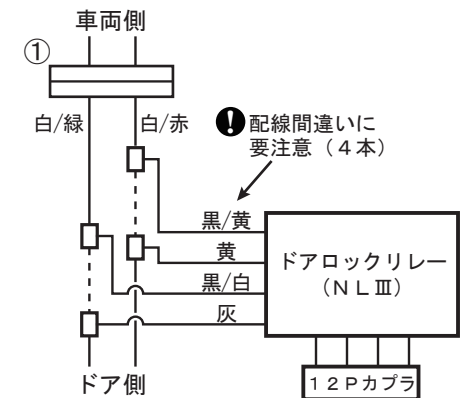 車両側
①
白/緑
白/赤
配線間違いに
要注意（４本）
黒/黄
黄
黒/白
灰
ドアロックリレー
（ＮＬⅢ）
ドア側
１２Ｐカプラ